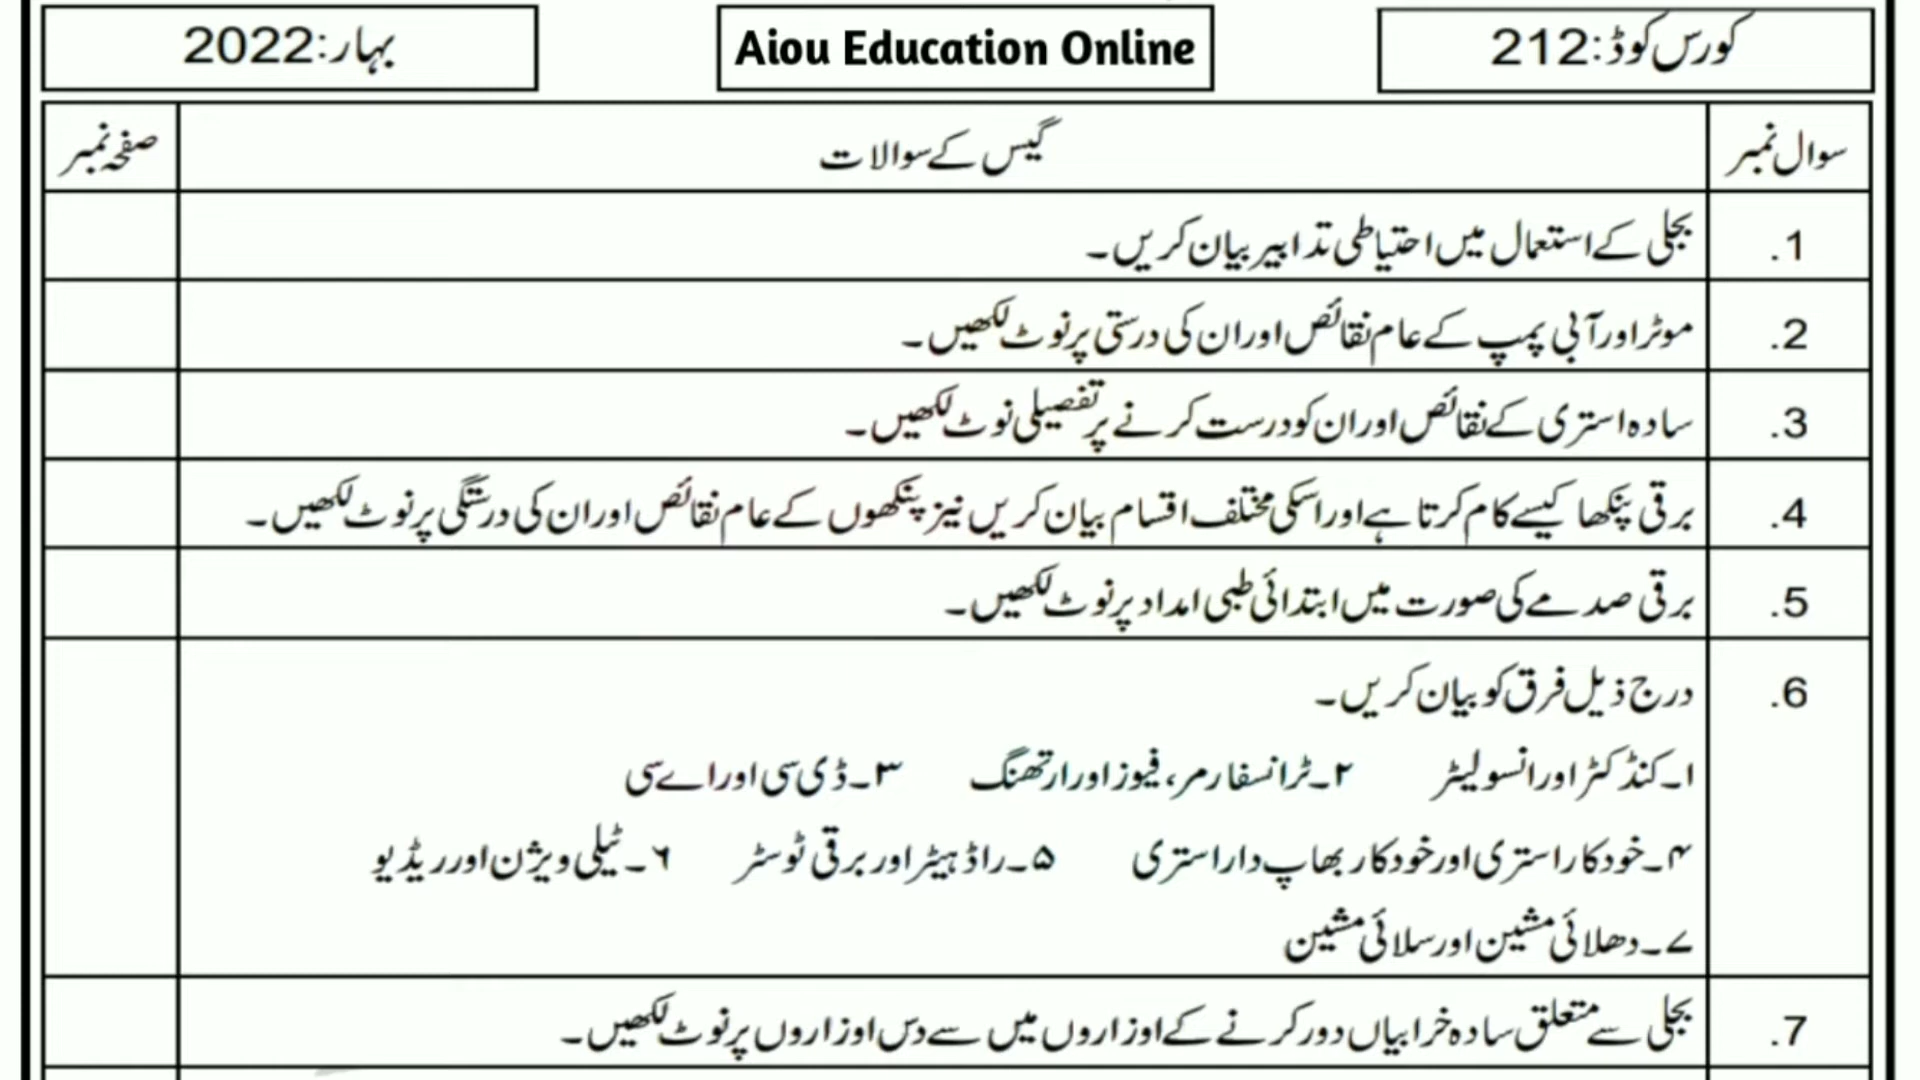 کورس کوڈ:212
Aiou Education Online
بہار:2022
سوال نمبر گیس کے سوالات صفحہ نمبر
1. بجلی کے استعمال میں احتیاطی تدابیر بیان کریں۔
2. موٹر اور آبی پمپ کے عام نقائص اور ان کی درستی پر نوٹ لکھیں۔
3. سادہ استری کے نقائص اور ان کو درست کرنے پر تفصیلی نوٹ لکھیں۔
4. برقی پنکھا کیسے کام کرتا ہے اور اسکی مختلف اقسام بیان کریں نیز پنکھوں کے عام نقائص اور ان کی درستگی پر نوٹ لکھیں۔
5. برقی صدمے کی صورت میں ابتدائی طبی امداد پر نوٹ لکھیں۔
6. درج ذیل فرق کو بیان کریں۔
۱۔کنڈکٹر اور انسولیٹر ۲۔ٹرانسفارمر، فیوز اور ارتھنگ ۳۔ڈی سی اور اے سی
۴۔خودکار استری اور خودکار بھاپ دار استری ۵۔راڈ ہیٹر اور برقی ٹوسٹر ۶۔ٹیلی ویژن اور ریڈیو
۷۔دھلائی مشین اور سلائی مشین
7. بجلی سے متعلق سادہ خرابیاں دور کرنے کے اوزاروں میں سے دس اوزاروں پر نوٹ لکھیں۔